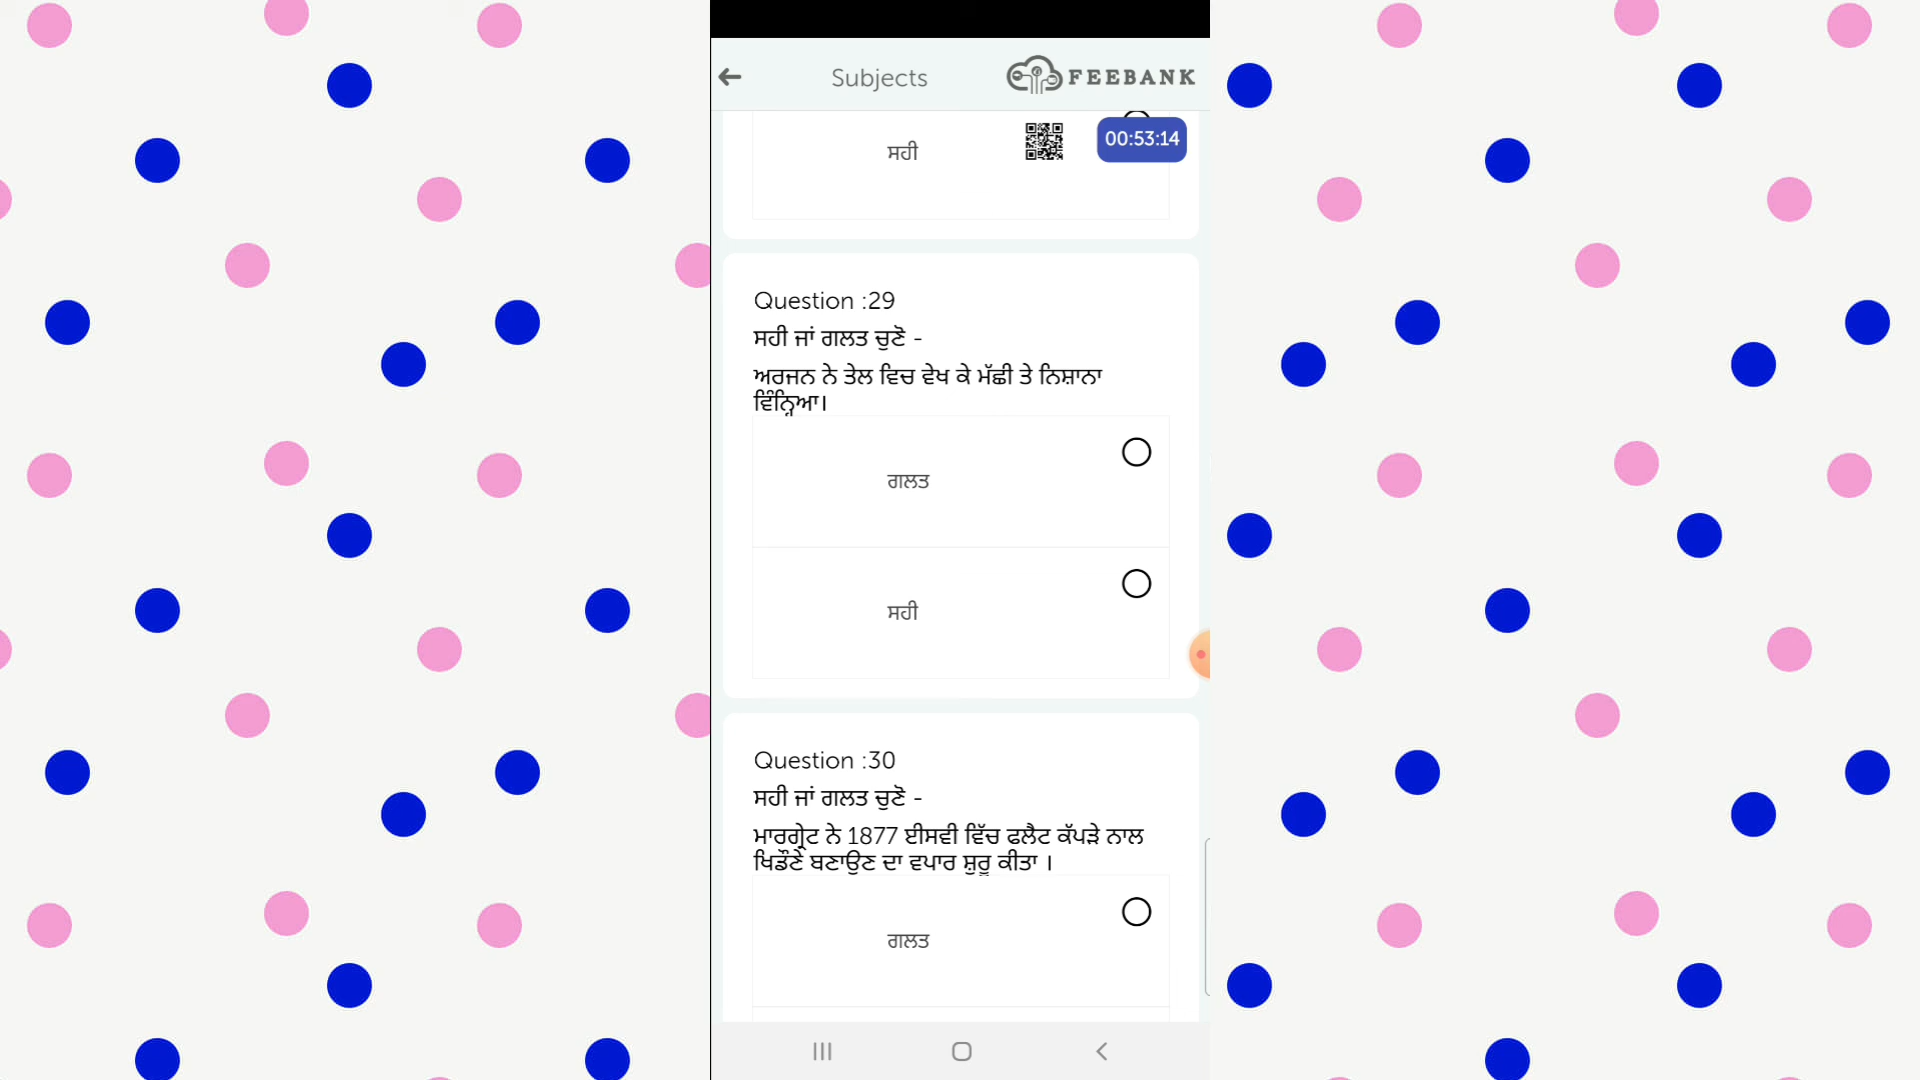 Subjects
FEEBANK
00:53:14
ਸਹੀ
Question :29
ਸਹੀ ਜਾਂ ਗਲਤ ਚੁਣੋ -
ਅਰਜਨ ਨੇ ਤੇਲ ਵਿਚ ਵੇਖ ਕੇ ਮੱਛੀ ਤੇ ਨਿਸ਼ਾਨਾ
ਵਿੰਨ੍ਹਿਆ।
ਗਲਤ
ਸਹੀ
Question :30
ਸਹੀ ਜਾਂ ਗਲਤ ਚੁਣੋ -
ਮਾਰਗ੍ਰੇਟ ਨੇ 1877 ਈਸਵੀ ਵਿੱਚ ਫਲੈਟ ਕੱਪੜੇ ਨਾਲ
ਖਿਡੌਣੇ ਬਣਾਉਣ ਦਾ ਵਪਾਰ ਸ਼ੁਰੂ ਕੀਤਾ ।
ਗਲਤ